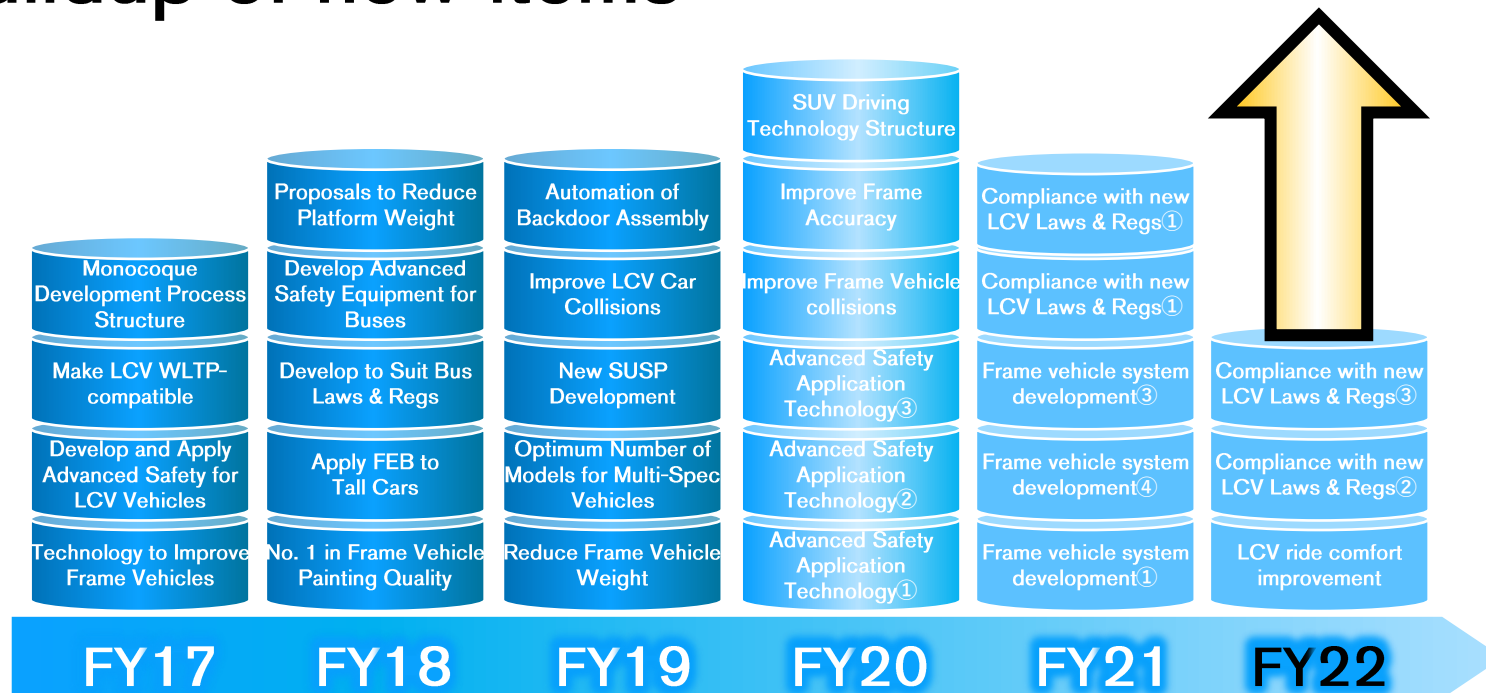 buildup of new items
Monocoque
Development Process
Structure
Make LCV WLTP-
compatible
Develop and Apply
Advanced Safety for
LCV Vehicles
Technology to Improve
Frame Vehicles
Proposals to Reduce
Platform Weight
Develop Advanced
Safety Equipment for
Buses
Develop to Suit Bus
Laws & Regs
Apply FEB to
Tall Cars
No. 1 in Frame Vehicle
Painting Quality
Automation of
Backdoor Assembly
Improve LCV Car
Collisions
New SUSP
Development
Optimum Number of
Models for Multi-Spec
Vehicles
Reduce Frame Vehicle
Weight
SUV Driving
Technology Structure
Improve Frame
Accuracy
Improve Frame Vehicle
collisions
Advanced Safety
Application
Technology③
Advanced Safety
Application
Technology②
Advanced Safety
Application
Technology①
Compliance with new
LCV Laws & Regs①
Compliance with new
LCV Laws & Regs①
Frame vehicle system
development③
Frame vehicle system
development④
Frame vehicle system
development①
Compliance with new
LCV Laws & Regs③
Compliance with new
LCV Laws & Regs②
LCV ride comfort
improvement
FY17
FY18
FY19
FY20
FY21
FY22